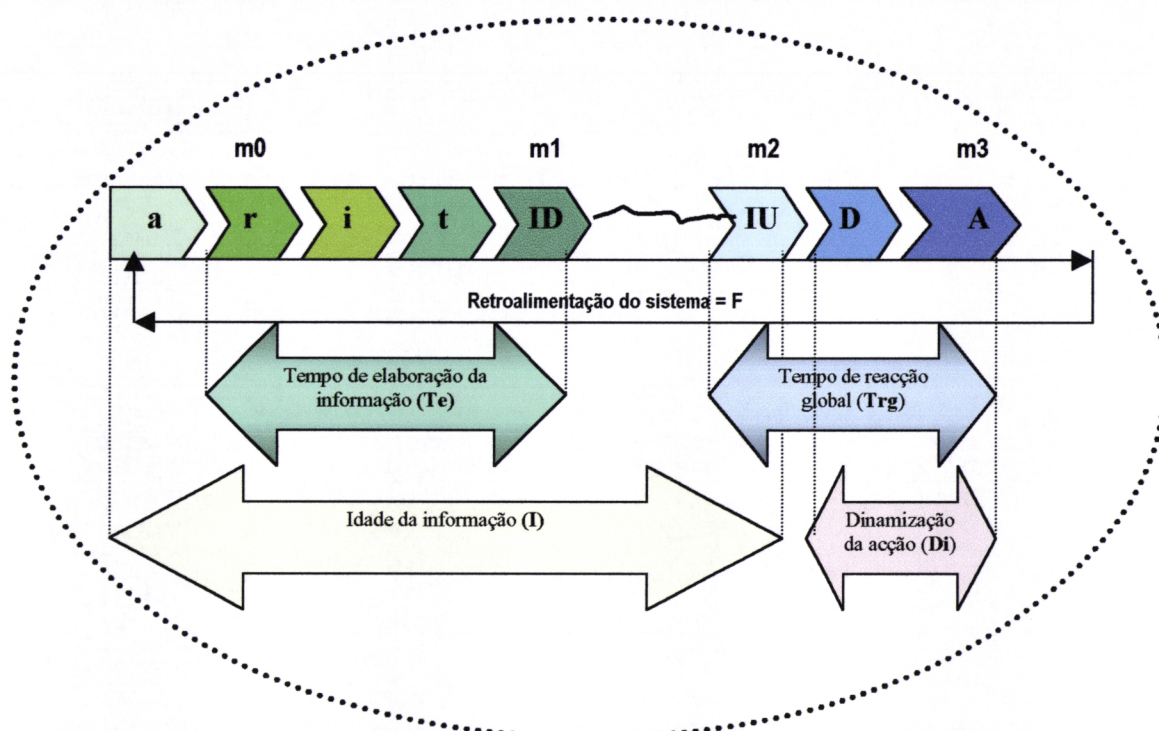 m0 m1 m2 m3
a r i t ID IU D A
Retroalimentação do sistema = F
Tempo de elaboração da
informação (Te)
Tempo de reacção
global (Trg)
Idade da informação (I)
Dinamização
da acção (Di)